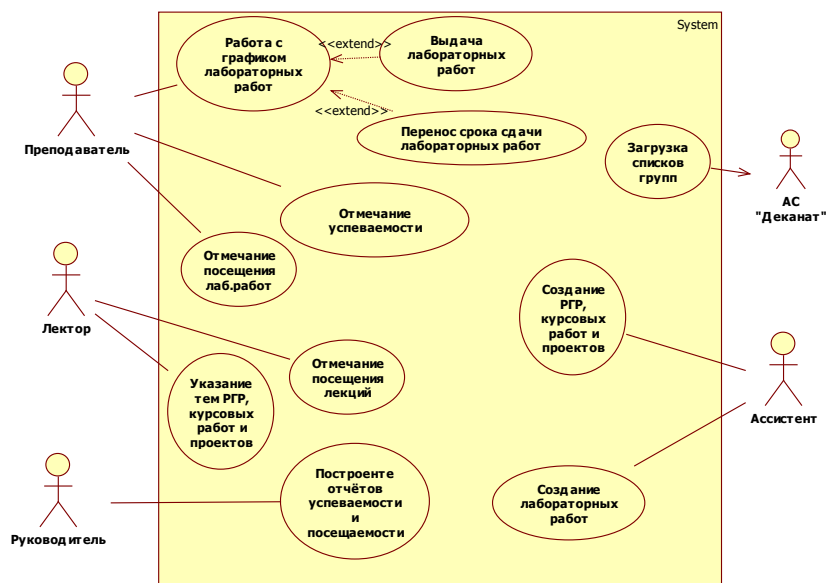 System
Работа с
графиком
лабораторных
работ
<<extend>>
Выдача
лабораторных
работ
<<extend>>
Перенос срока сдачи
лабораторных работ
Преподаватель
Загрузка
списков
групп
АС
"Деканат"
Отмечание
успеваемости
Отмечание
посещения
лаб.работ
Лектор
Создание
РГР,
курсовых
работ и
проектов
Отмечание
посещения
лекций
Указание
тем РГР,
курсовых
работ и
проектов
Ассистент
Построенте
отчётов
успеваемости
и
посещаемости
Создание
лабораторных
работ
Руководитель